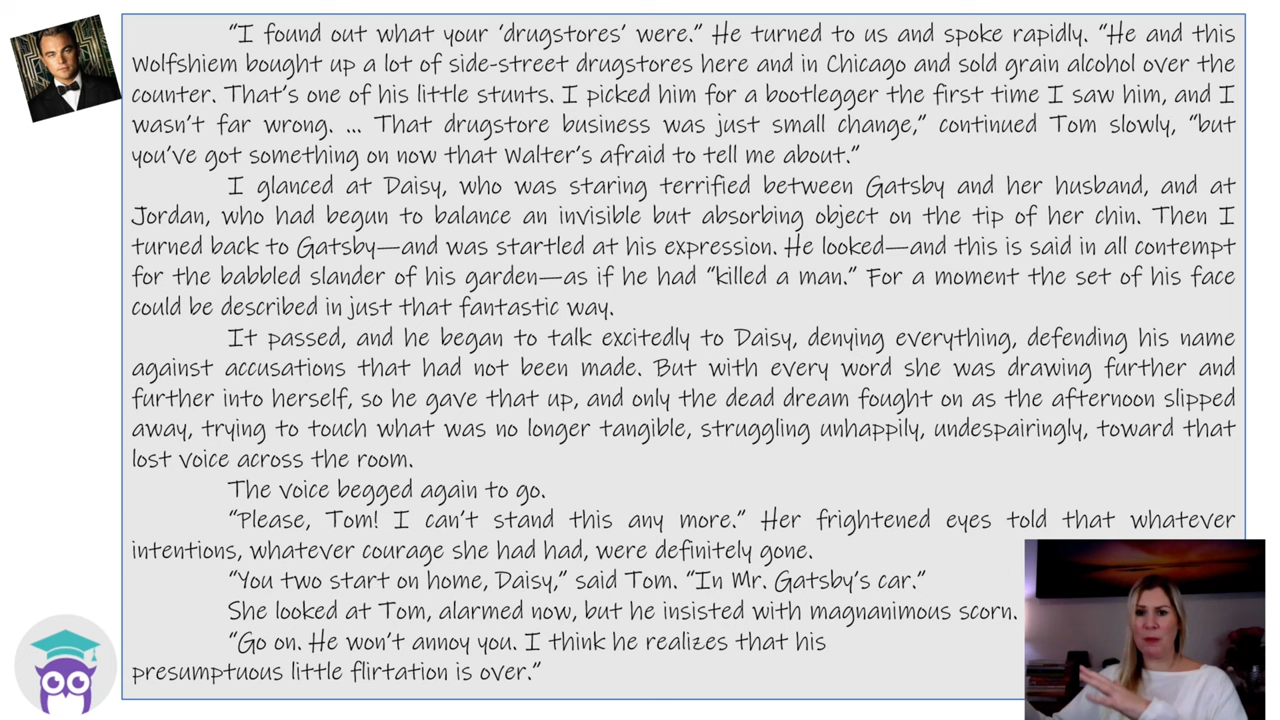 “I found out what your ‘drugstores’ were.” He turned to us and spoke rapidly. “He and this
Wolfshiem bought up a lot of side-street drugstores here and in Chicago and sold grain alcohol over the
counter. That’s one of his little stunts. I picked him for a bootlegger the first time I saw him, and I
wasn’t far wrong. ... That drugstore business was just small change,” continued Tom slowly, “but
you’ve got something on now that Walter’s afraid to tell me about.”
I glanced at Daisy, who was staring terrified between Gatsby and her husband, and at
Jordan, who had begun to balance an invisible but absorbing object on the tip of her chin. Then I
turned back to Gatsby—and was startled at his expression. He looked—and this is said in all contempt
for the babbled slander of his garden—as if he had “killed a man.” For a moment the set of his face
could be described in just that fantastic way.
It passed, and he began to talk excitedly to Daisy, denying everything, defending his name
against accusations that had not been made. But with every word she was drawing further and
further into herself, so he gave that up, and only the dead dream fought on as the afternoon slipped
away, trying to touch what was no longer tangible, struggling unhappily, undespairingly, toward that
lost voice across the room.
The voice begged again to go.
“Please, Tom! I can’t stand this any more.” Her frightened eyes told that whatever
intentions, whatever courage she had had, were definitely gone.
“You two start on home, Daisy,” said Tom. “In Mr. Gatsby’s car.”
She looked at Tom, alarmed now, but he insisted with magnanimous scorn.
“Go on. He won’t annoy you. I think he realizes that his
presumptuous little flirtation is over.”